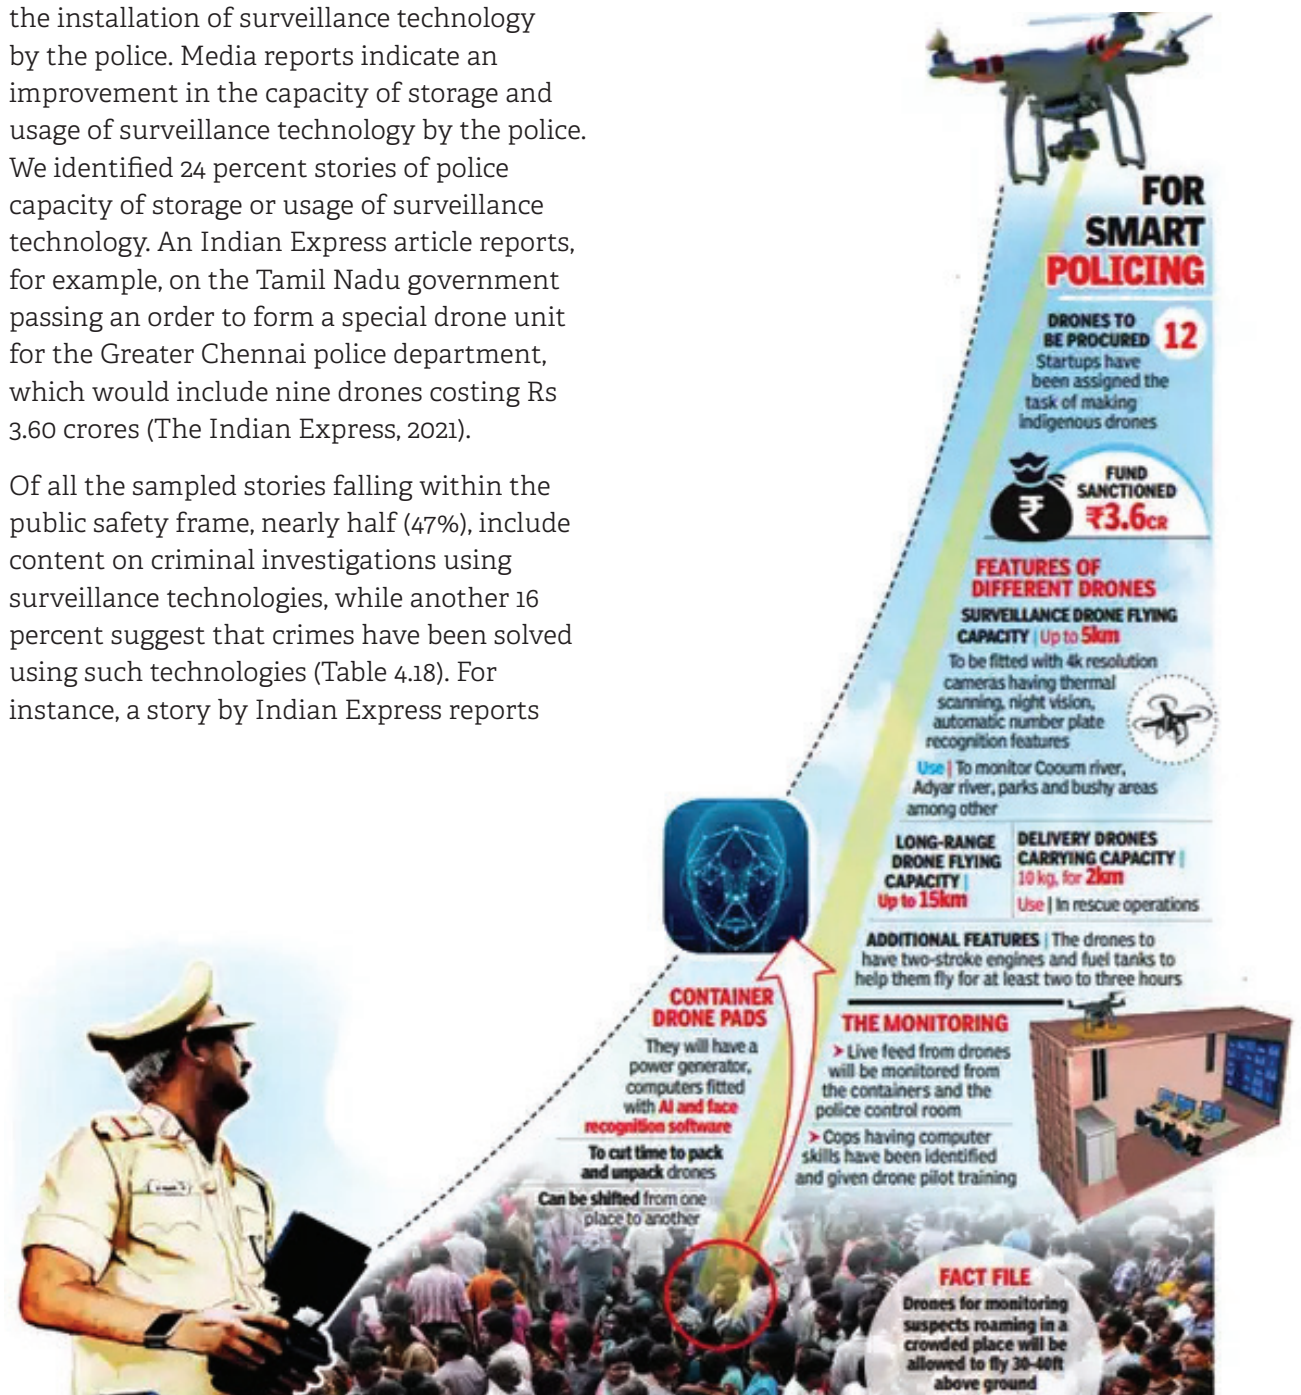 the installation of surveillance technology
by the police. Media reports indicate an
improvement in the capacity of storage and
usage of surveillance technology by the police.
We identified 24 percent stories of police
capacity of storage or usage of surveillance
technology. An Indian Express article reports,
for example, on the Tamil Nadu government
passing an order to form a special drone unit
for the Greater Chennai police department,
which would include nine drones costing Rs
3.60 crores (The Indian Express, 2021).
Of all the sampled stories falling within the
public safety frame, nearly half (47%), include
content on criminal investigations using
surveillance technologies, while another 16
percent suggest that crimes have been solved
using such technologies (Table 4.18). For
instance, a story by Indian Express reports
FOR
SMART
POLICING
DRONES TO
BE PROCURED 12
Startups have
been assigned the
task of making
indigenous drones
FUND
SANCTIONED
₹3.6CR
₹
FEATURES OF
DIFFERENT DRONES
SURVEILLANCE DRONE FLYING
CAPACITY | Up to 5km
To be fitted with 4k resolution
cameras having thermal
scanning, night vision,
automatic number plate
recognition features
Use | To monitor Cooum river,
Adyar river, parks and bushy areas
among other
LONG-RANGE
DRONE FLYING
CAPACITY |
Up to 15km
DELIVERY DRONES
CARRYING CAPACITY |
10 kg, for 2km
Use | In rescue operations
ADDITIONAL FEATURES | The drones to
have two-stroke engines and fuel tanks to
help them fly for at least two to three hours
CONTAINER
DRONE PADS
They will have a
power generator,
computers fitted
with AI and face
recognition software
To cut time to pack
and unpack drones
Can be shifted from one
place to another
THE MONITORING
➤ Live feed from drones
will be monitored from
the containers and the
police control room
➤ Cops having computer
skills have been identified
and given drone pilot training
FACT FILE
Drones for monitoring
suspects roaming in a
crowded place will be
allowed to fly 30-40ft
above ground